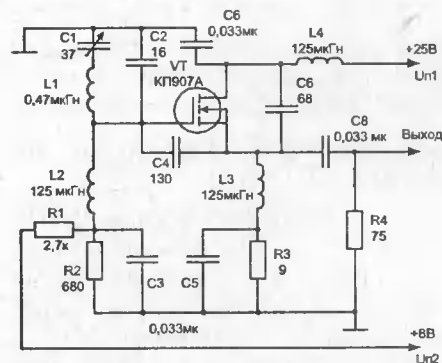 C6
0,033мк
C1
37
C2
16
L4
125мкГн
+25В
Un1
VT
КП907А
L1
0,47мкГн
C6
68
C8
0,033 мк
Выход
C4
130
L2
125 мкГн
L3
125мкГн
R1
2,7к
R2
680
C3
C5
R3
9
R4
75
0,033мк
+8В
Un2